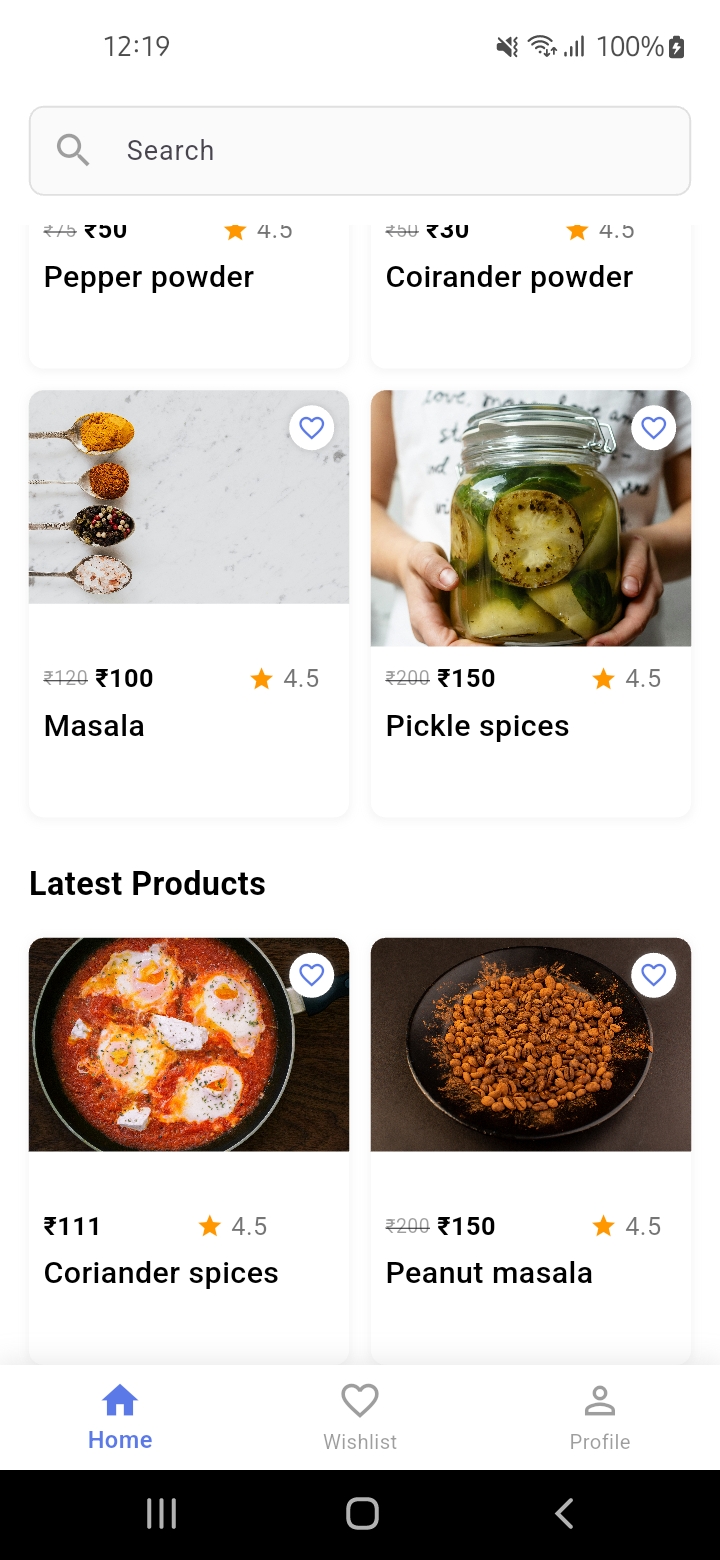 12:19 100%
Search
₹75 ₹50 4.5 ₹50 ₹30 4.5
Pepper powder Coirander powder
₹120 ₹100 4.5 ₹200 ₹150 4.5
Masala Pickle spices
Latest Products
₹111 4.5 ₹200 ₹150 4.5
Coriander spices Peanut masala
Home Wishlist Profile